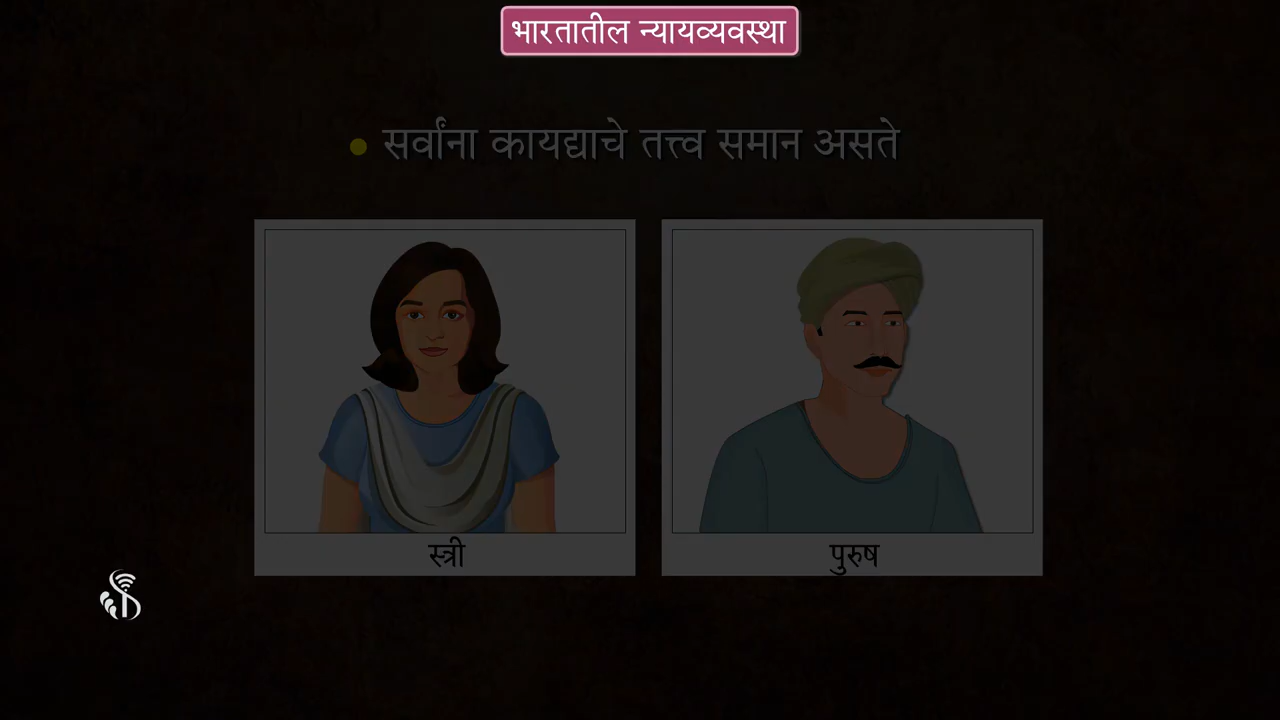 भारतातील न्यायव्यवस्था
सर्वांना कायद्याचे तत्त्व समान असते
स्त्री
पुरुष